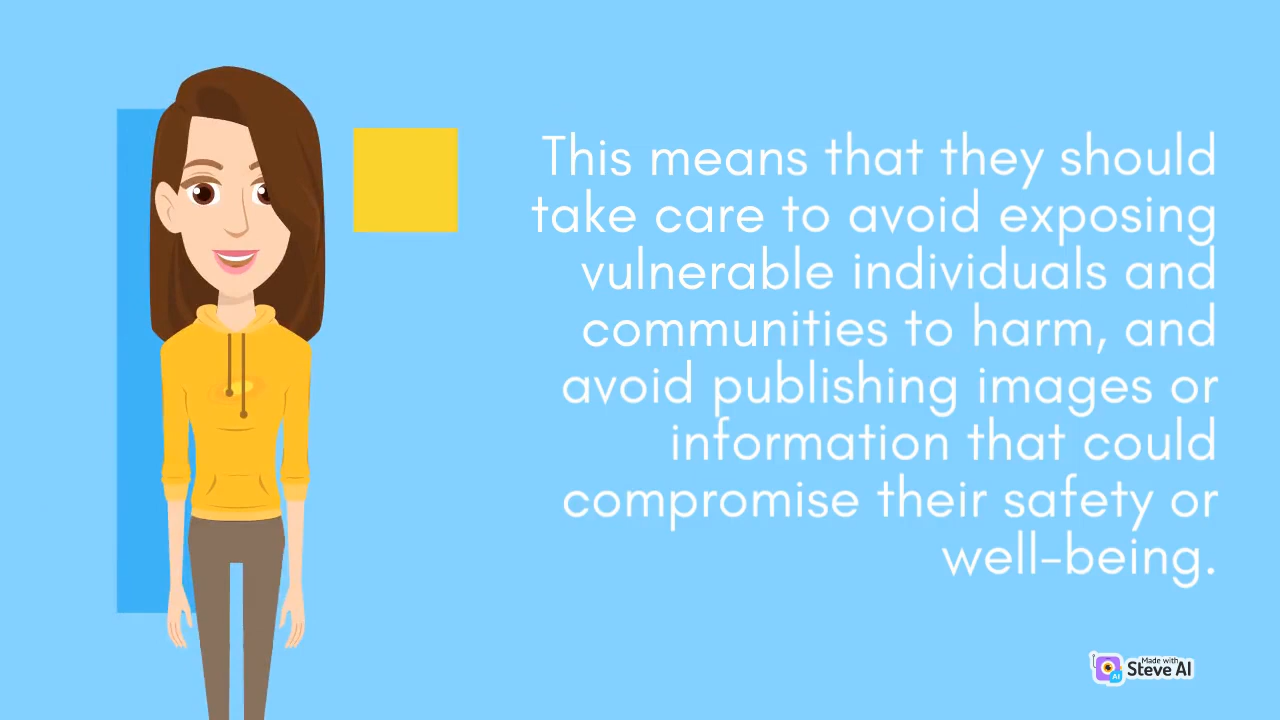 This means that they should
take care to avoid exposing
vulnerable individuals and
communities to harm, and
avoid publishing images or
information that could
compromise their safety or
well-being.
Made with
Steve AI
AI